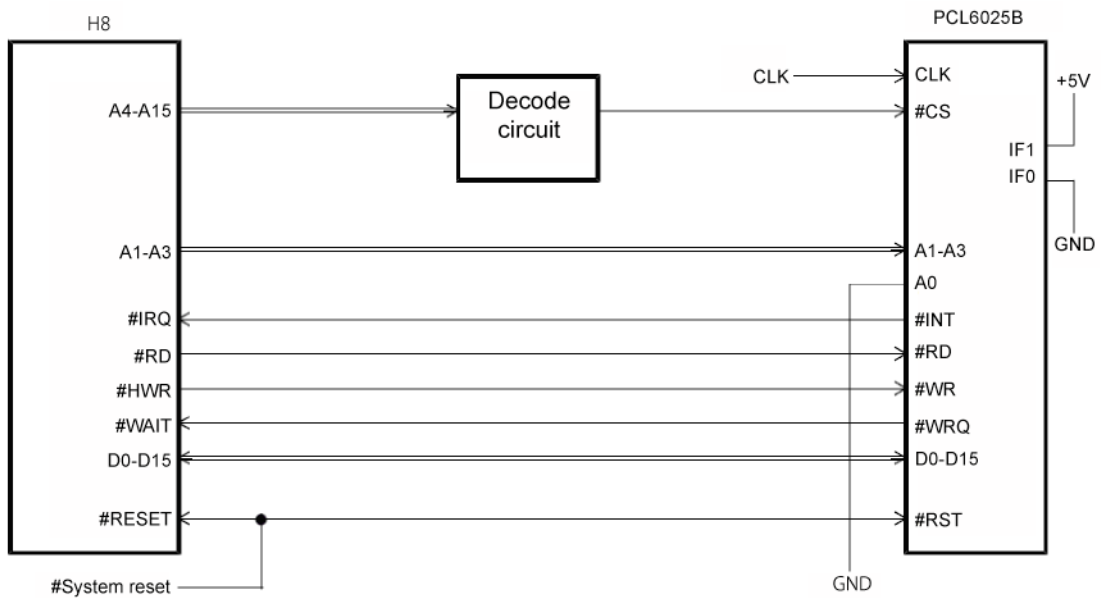 H8
PCL6025B
CLK
CLK
+5V
A4-A15
Decode
circuit
#CS
IF1
IF0
GND
A1-A3
A1-A3
A0
#IRQ
#INT
#RD
#RD
#HWR
#WR
#WAIT
#WRQ
D0-D15
D0-D15
#RESET
#RST
#System reset
GND